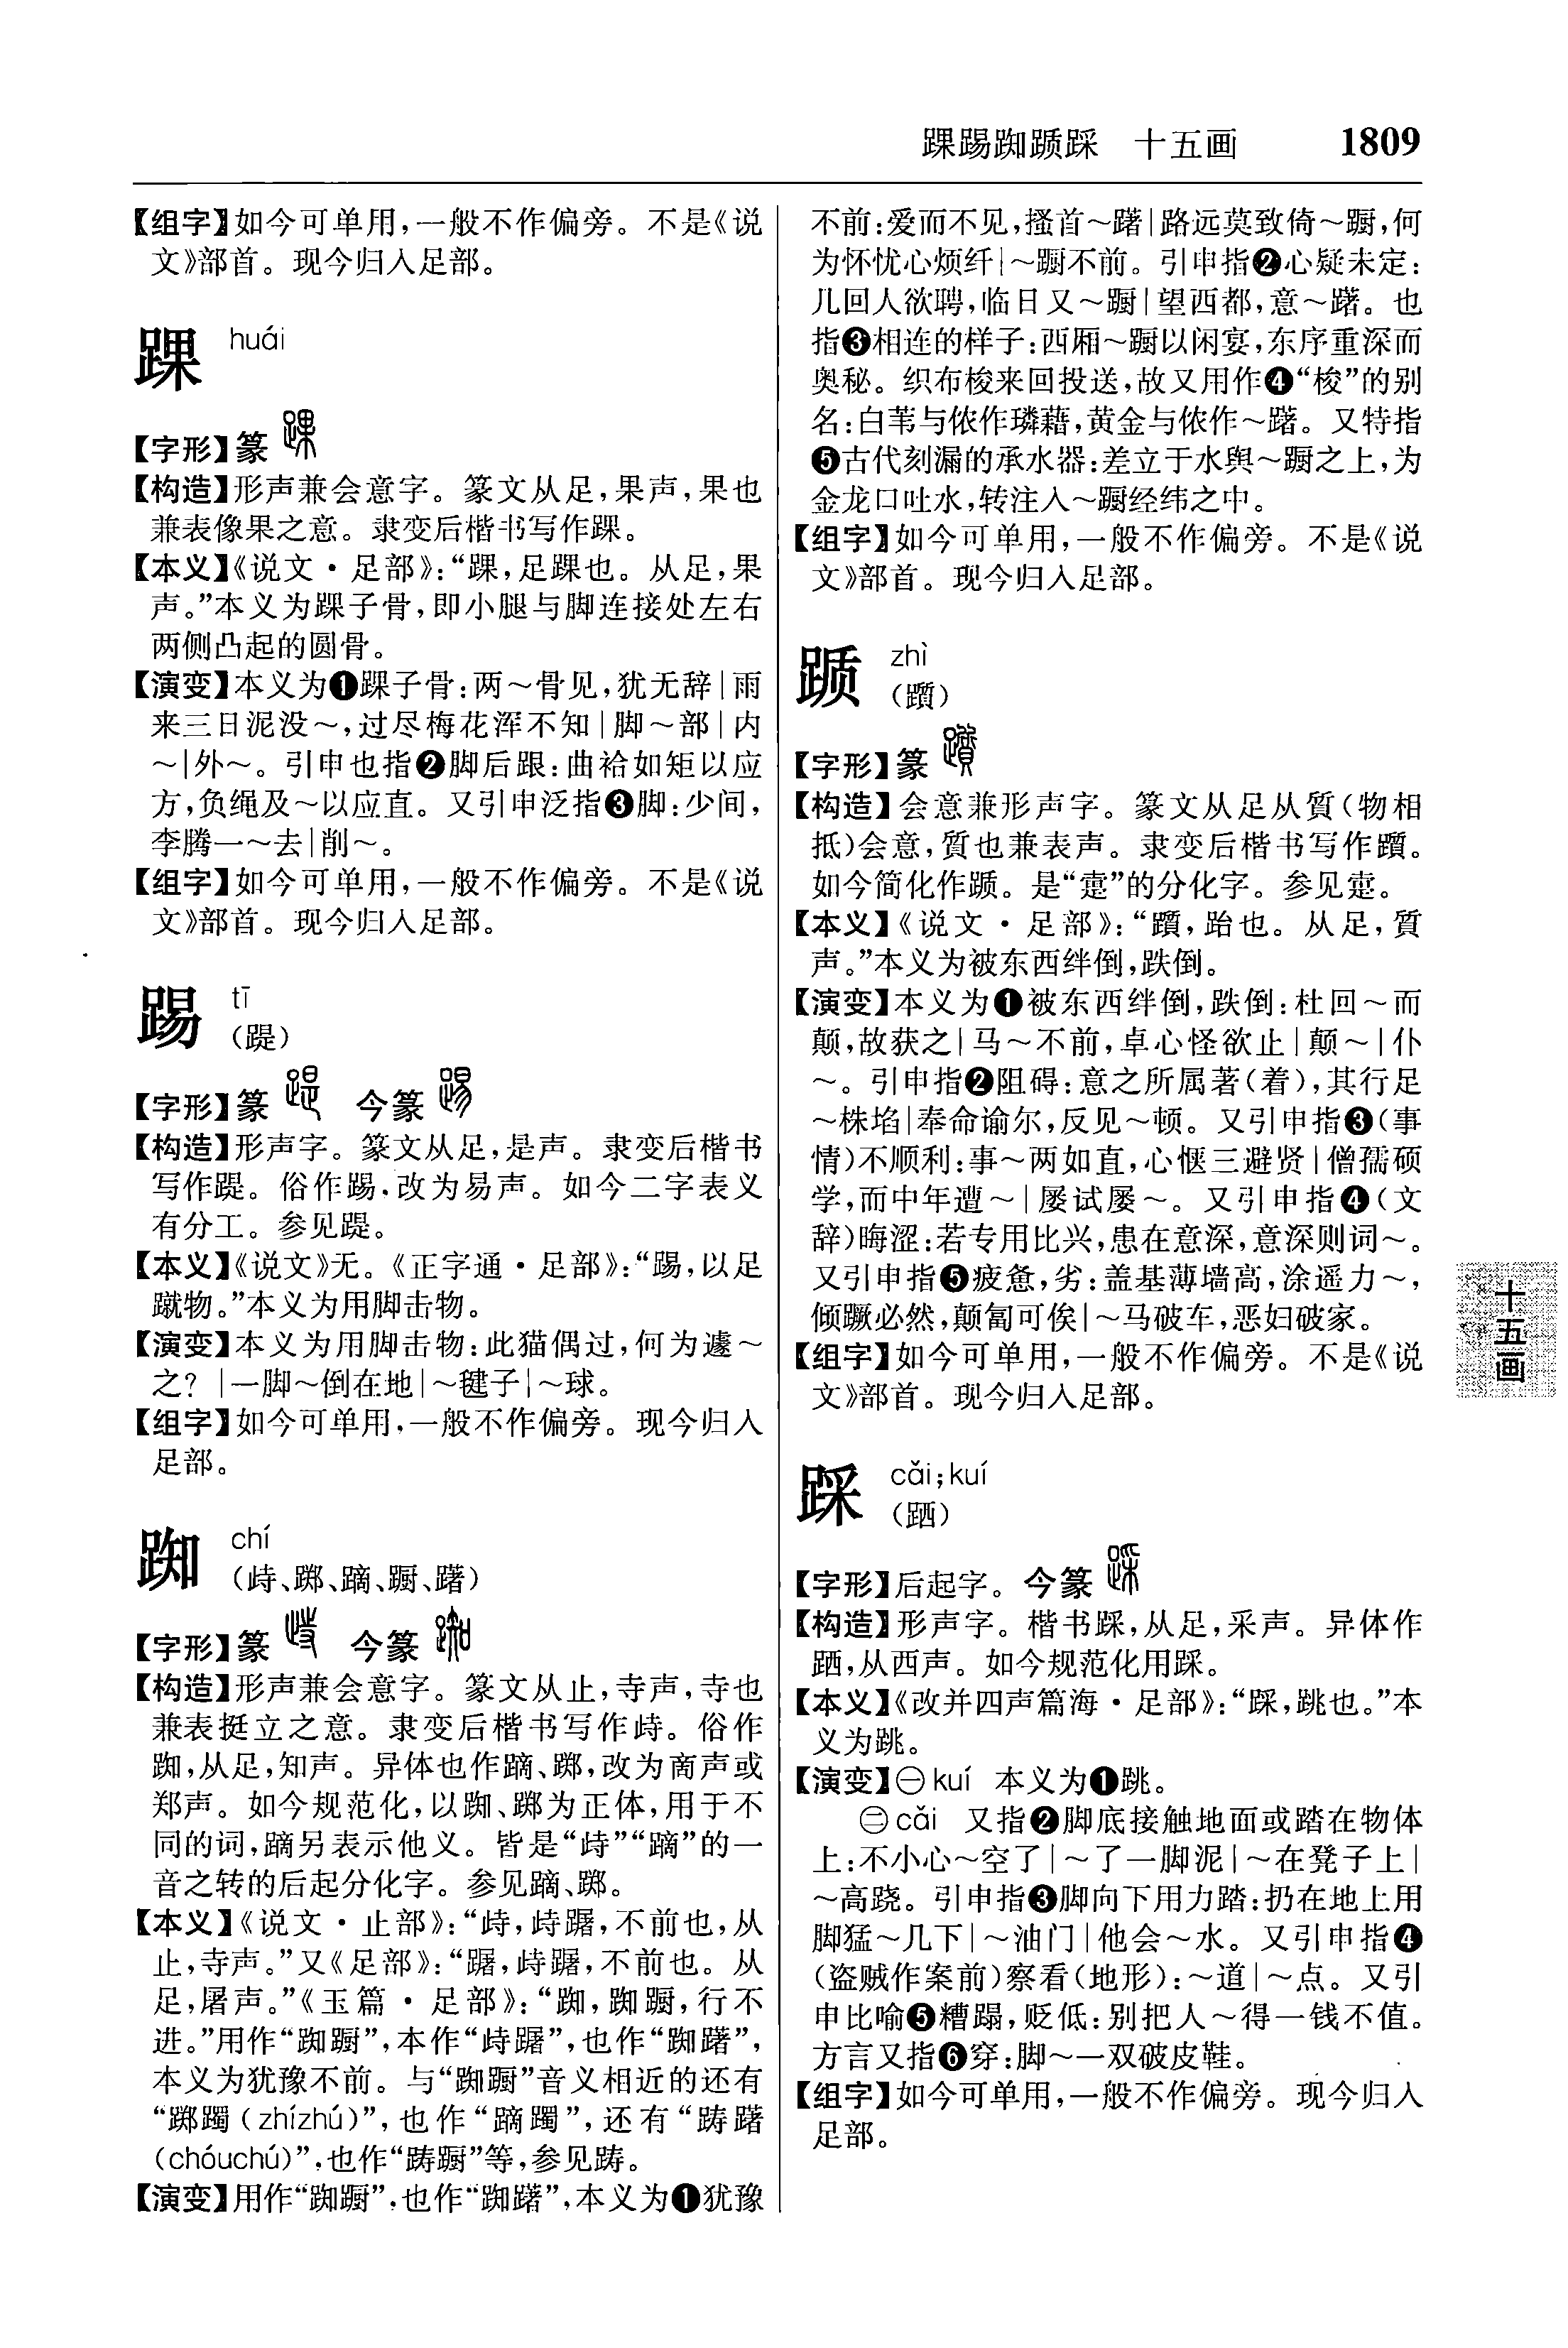 踝踢踟踬踩　十五画　1809
【组字】如今可单用，一般不作偏旁。不是《说
文》部首。现今归入足部。
踝 huái
【字形】篆
【构造】形声兼会意字。篆文从足，果声，果也
兼表像果之意。隶变后楷书写作踝。
【本义】《说文·足部》：“踝，足踝也。从足，果
声。”本义为踝子骨，即小腿与脚连接处左右
两侧凸起的圆骨。
【演变】本义为❶踝子骨：两～骨见，犹无辞|雨
来三日泥没～，过尽梅花浑不知|脚～部|内
～|外～。引申也指❷脚后跟：曲袷如矩以应
方，负绳及～以应直。又引申泛指❸脚：少间，
李腾一～去|削～。
【组字】如今可单用，一般不作偏旁。不是《说
文》部首。现今归入足部。
踢 tī
（踶）
【字形】篆　今篆
【构造】形声字。篆文从足，是声。隶变后楷书
写作踶。俗作踢，改为易声。如今二字表义
有分工。参见踶。
【本义】《说文》无。《正字通·足部》：“踢，以足
蹴物。”本义为用脚击物。
【演变】本义为用脚击物：此猫偶过，何为遽～
之？|一脚～倒在地|～毽子|～球。
【组字】如今可单用，一般不作偏旁。现今归入
足部。
踟 chí
（歭、踯、蹢、蹰、躇）
【字形】篆　今篆
【构造】形声兼会意字。篆文从止，寺声，寺也
兼表挺立之意。隶变后楷书写作歭。俗作
踟，从足，知声。异体也作蹢、踯，改为啇声或
郑声。如今规范化，以踟、踯为正体，用于不
同的词，蹢另表示他义。皆是“歭”“蹢”的一
音之转的后起分化字。参见蹢、踯。
【本义】《说文·止部》：“歭，歭躇，不前也，从
止，寺声。”又《足部》：“𨅒，歭𨅒，不前也。从
足，屠声。”《玉篇·足部》：“踟，踟蹰，行不
进。”用作“踟蹰”，本作“歭𨅒”，也作“踟躇”，
本义为犹豫不前。与“踟蹰”音义相近的还有
“踯躅（zhízhú）”，也作“蹢躅”，还有“踌躇
（chóuchú）”，也作“踌蹰”等，参见踌。
【演变】用作“踟蹰”，也作“踟躇”，本义为❶犹豫
不前：爱而不见，搔首～躇|路远莫致倚～蹰，何
为怀忧心烦纡|～蹰不前。引申指❷心疑未定：
几回人欲聘，临日又～蹰|望西都，意～躇。也
指❸相连的样子：西厢～蹰以闲宴，东序重深而
奥秘。织布梭来回投送，故又用作❹“梭”的别
名：白苇与侬作璘藉，黄金与侬作～躇。又特指
❺古代刻漏的承水器：差立于水舆～蹰之上，为
金龙口吐水，转注入～蹰经纬之中。
【组字】如今可单用，一般不作偏旁。不是《说
文》部首。现今归入足部。
踬 zhì
（躓）
【字形】篆
【构造】会意兼形声字。篆文从足从質（物相
抵）会意，質也兼表声。隶变后楷书写作躓。
如今简化作踬。是“疐”的分化字。参见疐。
【本义】《说文·足部》：“躓，跲也。从足，質
声。”本义为被东西绊倒，跌倒。
【演变】本义为❶被东西绊倒，跌倒：杜回～而
颠，故获之|马～不前，卓心怪欲止|颠～|仆
～。引申指❷阻碍：意之所属著（着），其行足
～株埳|奉命谕尔，反见～顿。又引申指❸（事
情）不顺利：事～两如直，心惬三避贤|僧孺硕
学，而中年遭～|屡试屡～。又引申指❹（文
辞）晦涩：若专用比兴，患在意深，意深则词～。
又引申指❺疲惫，劣：盖基薄墙高，涂遥力～，
倾蹶必然，颠匐可俟|～马破车，恶妇破家。
【组字】如今可单用，一般不作偏旁。不是《说
文》部首。现今归入足部。
踩 cǎi；kuí
（跴）
【字形】后起字。今篆
【构造】形声字。楷书踩，从足，采声。异体作
跴，从西声。如今规范化用踩。
【本义】《改并四声篇海·足部》：“踩，跳也。”本
义为跳。
【演变】㊀kuí 本义为❶跳。
㊁cǎi 又指❷脚底接触地面或踏在物体
上：不小心～空了|～了一脚泥|～在凳子上|
～高跷。引申指❸脚向下用力踏：扔在地上用
脚猛～几下|～油门|他会～水。又引申指❹
（盗贼作案前）察看（地形）：～道|～点。又引
申比喻❺糟蹋，贬低：别把人～得一钱不值。
方言又指❻穿：脚～一双破皮鞋。
【组字】如今可单用，一般不作偏旁。现今归入
足部。
十五画